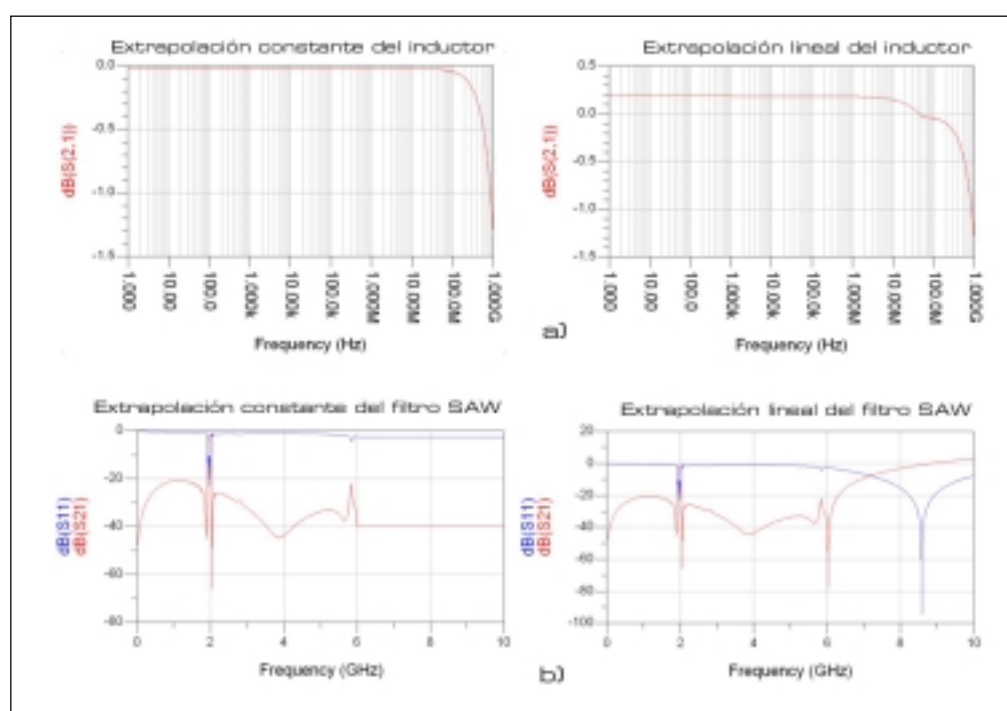 Extrapolación constante del inductor
dB(S(2,1))
0.0
-0.5
-1.0
-1.5
1.000
10.00
100.0
1.000k
10.00k
100.0k
1.000M
10.00M
100.0M
1.000G
Frequency (Hz)
Extrapolación lineal del inductor
dB(S(2,1))
0.5
0.0
-0.5
-1.0
-1.5
1.000
10.00
100.0
1.000k
10.00k
100.0k
1.000M
10.00M
100.0M
1.000G
Frequency (Hz)
a)
Extrapolación constante del filtro SAW
dB(S11)
dB(S21)
0
-20
-40
-60
-80
0
2
4
6
8
10
Frequency (GHz)
Extrapolación lineal del filtro SAW
dB(S11)
dB(S21)
20
0
-20
-40
-60
-80
-100
0
2
4
6
8
10
Frequency (GHz)
b)